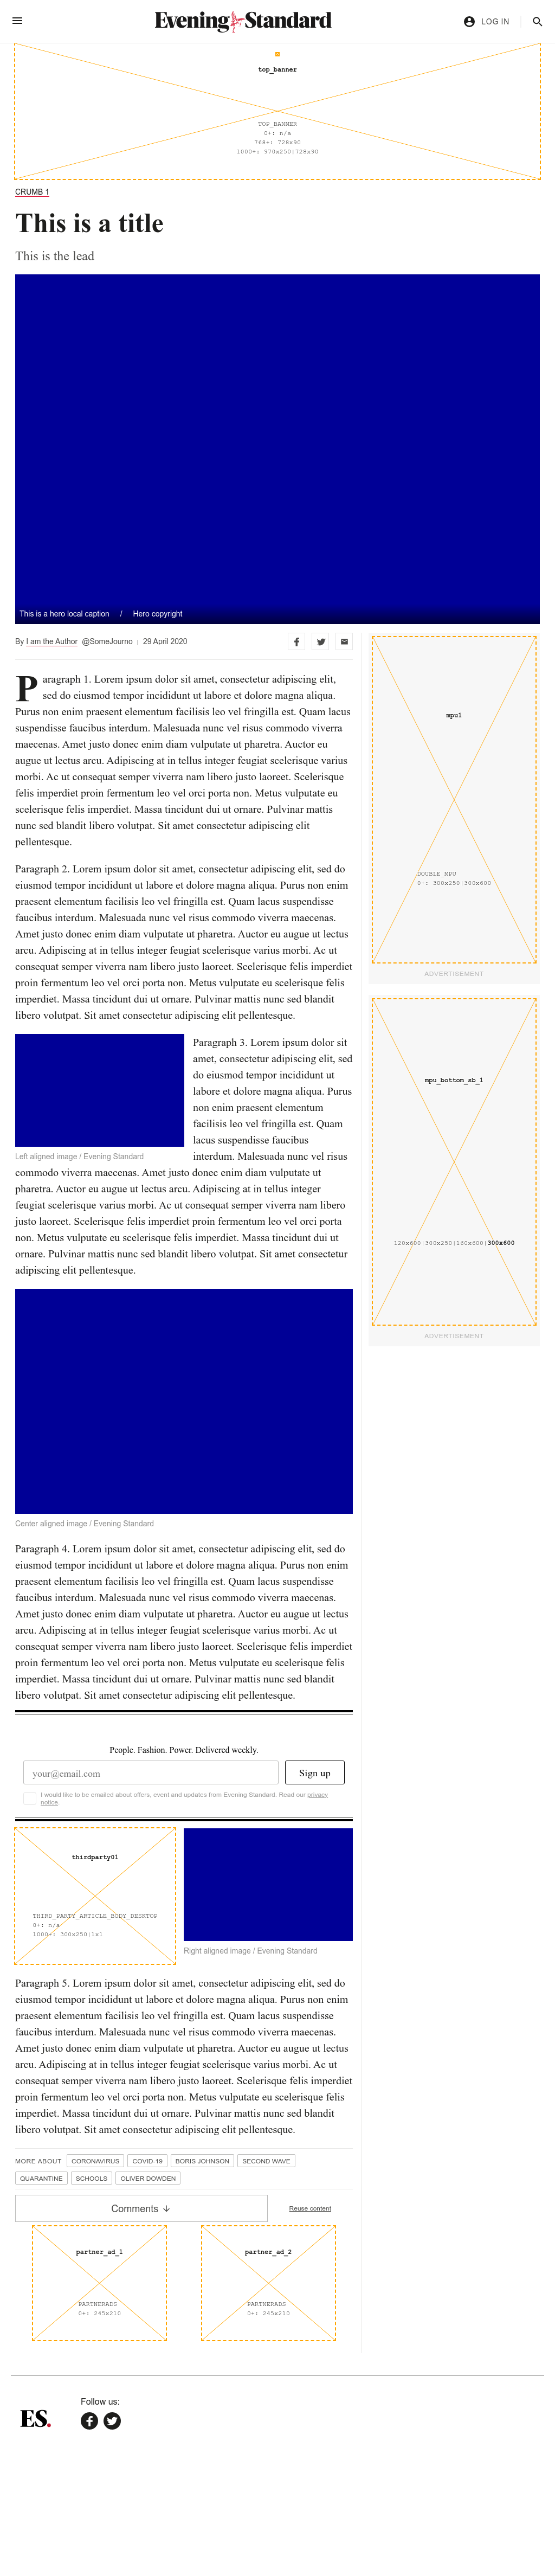 Evening Standard
LOG IN
top_banner
TOP_BANNER
0+: n/a
768+: 728x90
1000+: 970x250|728x90
CRUMB 1
This is a title
This is the lead
This is a hero local caption / Hero copyright
By I am the Author @SomeJourno | 29 April 2020
Paragraph 1. Lorem ipsum dolor sit amet, consectetur adipiscing elit,
sed do eiusmod tempor incididunt ut labore et dolore magna aliqua.
Purus non enim praesent elementum facilisis leo vel fringilla est. Quam lacus
suspendisse faucibus interdum. Malesuada nunc vel risus commodo viverra
maecenas. Amet justo donec enim diam vulputate ut pharetra. Auctor eu
augue ut lectus arcu. Adipiscing at in tellus integer feugiat scelerisque varius
morbi. Ac ut consequat semper viverra nam libero justo laoreet. Scelerisque
felis imperdiet proin fermentum leo vel orci porta non. Metus vulputate eu
scelerisque felis imperdiet. Massa tincidunt dui ut ornare. Pulvinar mattis
nunc sed blandit libero volutpat. Sit amet consectetur adipiscing elit
pellentesque.
Paragraph 2. Lorem ipsum dolor sit amet, consectetur adipiscing elit, sed do
eiusmod tempor incididunt ut labore et dolore magna aliqua. Purus non enim
praesent elementum facilisis leo vel fringilla est. Quam lacus suspendisse
faucibus interdum. Malesuada nunc vel risus commodo viverra maecenas.
Amet justo donec enim diam vulputate ut pharetra. Auctor eu augue ut lectus
arcu. Adipiscing at in tellus integer feugiat scelerisque varius morbi. Ac ut
consequat semper viverra nam libero justo laoreet. Scelerisque felis imperdiet
proin fermentum leo vel orci porta non. Metus vulputate eu scelerisque felis
imperdiet. Massa tincidunt dui ut ornare. Pulvinar mattis nunc sed blandit
libero volutpat. Sit amet consectetur adipiscing elit pellentesque.
Left aligned image / Evening Standard
Paragraph 3. Lorem ipsum dolor sit
amet, consectetur adipiscing elit, sed
do eiusmod tempor incididunt ut
labore et dolore magna aliqua. Purus
non enim praesent elementum
facilisis leo vel fringilla est. Quam
lacus suspendisse faucibus
interdum. Malesuada nunc vel risus
commodo viverra maecenas. Amet justo donec enim diam vulputate ut
pharetra. Auctor eu augue ut lectus arcu. Adipiscing at in tellus integer
feugiat scelerisque varius morbi. Ac ut consequat semper viverra nam libero
justo laoreet. Scelerisque felis imperdiet proin fermentum leo vel orci porta
non. Metus vulputate eu scelerisque felis imperdiet. Massa tincidunt dui ut
ornare. Pulvinar mattis nunc sed blandit libero volutpat. Sit amet consectetur
adipiscing elit pellentesque.
Center aligned image / Evening Standard
Paragraph 4. Lorem ipsum dolor sit amet, consectetur adipiscing elit, sed do
eiusmod tempor incididunt ut labore et dolore magna aliqua. Purus non enim
praesent elementum facilisis leo vel fringilla est. Quam lacus suspendisse
faucibus interdum. Malesuada nunc vel risus commodo viverra maecenas.
Amet justo donec enim diam vulputate ut pharetra. Auctor eu augue ut lectus
arcu. Adipiscing at in tellus integer feugiat scelerisque varius morbi. Ac ut
consequat semper viverra nam libero justo laoreet. Scelerisque felis imperdiet
proin fermentum leo vel orci porta non. Metus vulputate eu scelerisque felis
imperdiet. Massa tincidunt dui ut ornare. Pulvinar mattis nunc sed blandit
libero volutpat. Sit amet consectetur adipiscing elit pellentesque.
People. Fashion. Power. Delivered weekly.
your@email.com
Sign up
I would like to be emailed about offers, event and updates from Evening Standard. Read our privacy
notice.
thirdparty01
THIRD_PARTY_ARTICLE_BODY_DESKTOP
0+: n/a
1000+: 300x250|1x1
Right aligned image / Evening Standard
Paragraph 5. Lorem ipsum dolor sit amet, consectetur adipiscing elit, sed do
eiusmod tempor incididunt ut labore et dolore magna aliqua. Purus non enim
praesent elementum facilisis leo vel fringilla est. Quam lacus suspendisse
faucibus interdum. Malesuada nunc vel risus commodo viverra maecenas.
Amet justo donec enim diam vulputate ut pharetra. Auctor eu augue ut lectus
arcu. Adipiscing at in tellus integer feugiat scelerisque varius morbi. Ac ut
consequat semper viverra nam libero justo laoreet. Scelerisque felis imperdiet
proin fermentum leo vel orci porta non. Metus vulputate eu scelerisque felis
imperdiet. Massa tincidunt dui ut ornare. Pulvinar mattis nunc sed blandit
libero volutpat. Sit amet consectetur adipiscing elit pellentesque.
MORE ABOUT CORONAVIRUS COVID-19 BORIS JOHNSON SECOND WAVE
QUARANTINE SCHOOLS OLIVER DOWDEN
Comments
Reuse content
partner_ad_1
PARTNERADS
0+: 245x210
partner_ad_2
PARTNERADS
0+: 245x210
mpu1
DOUBLE_MPU
0+: 300x250|300x600
ADVERTISEMENT
mpu_bottom_sb_1
120x600|300x250|160x600|300x600
ADVERTISEMENT
ES.
Follow us: